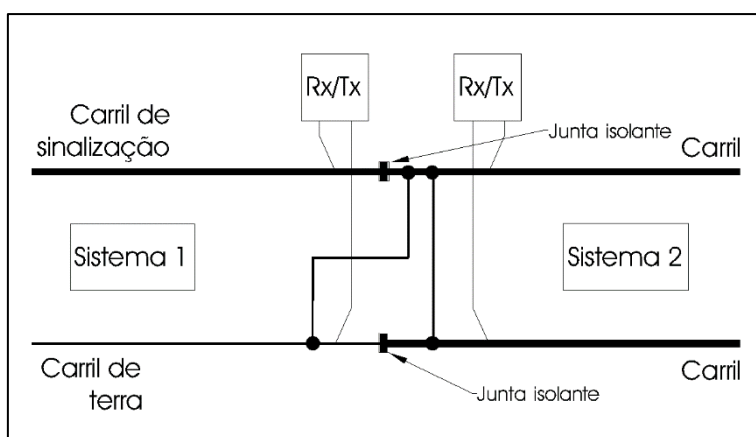 Rx/Tx
Rx/Tx
Carril de
sinalização
Junta isolante
Carril
Sistema 1
Sistema 2
Carril de
terra
Junta isolante
Carril